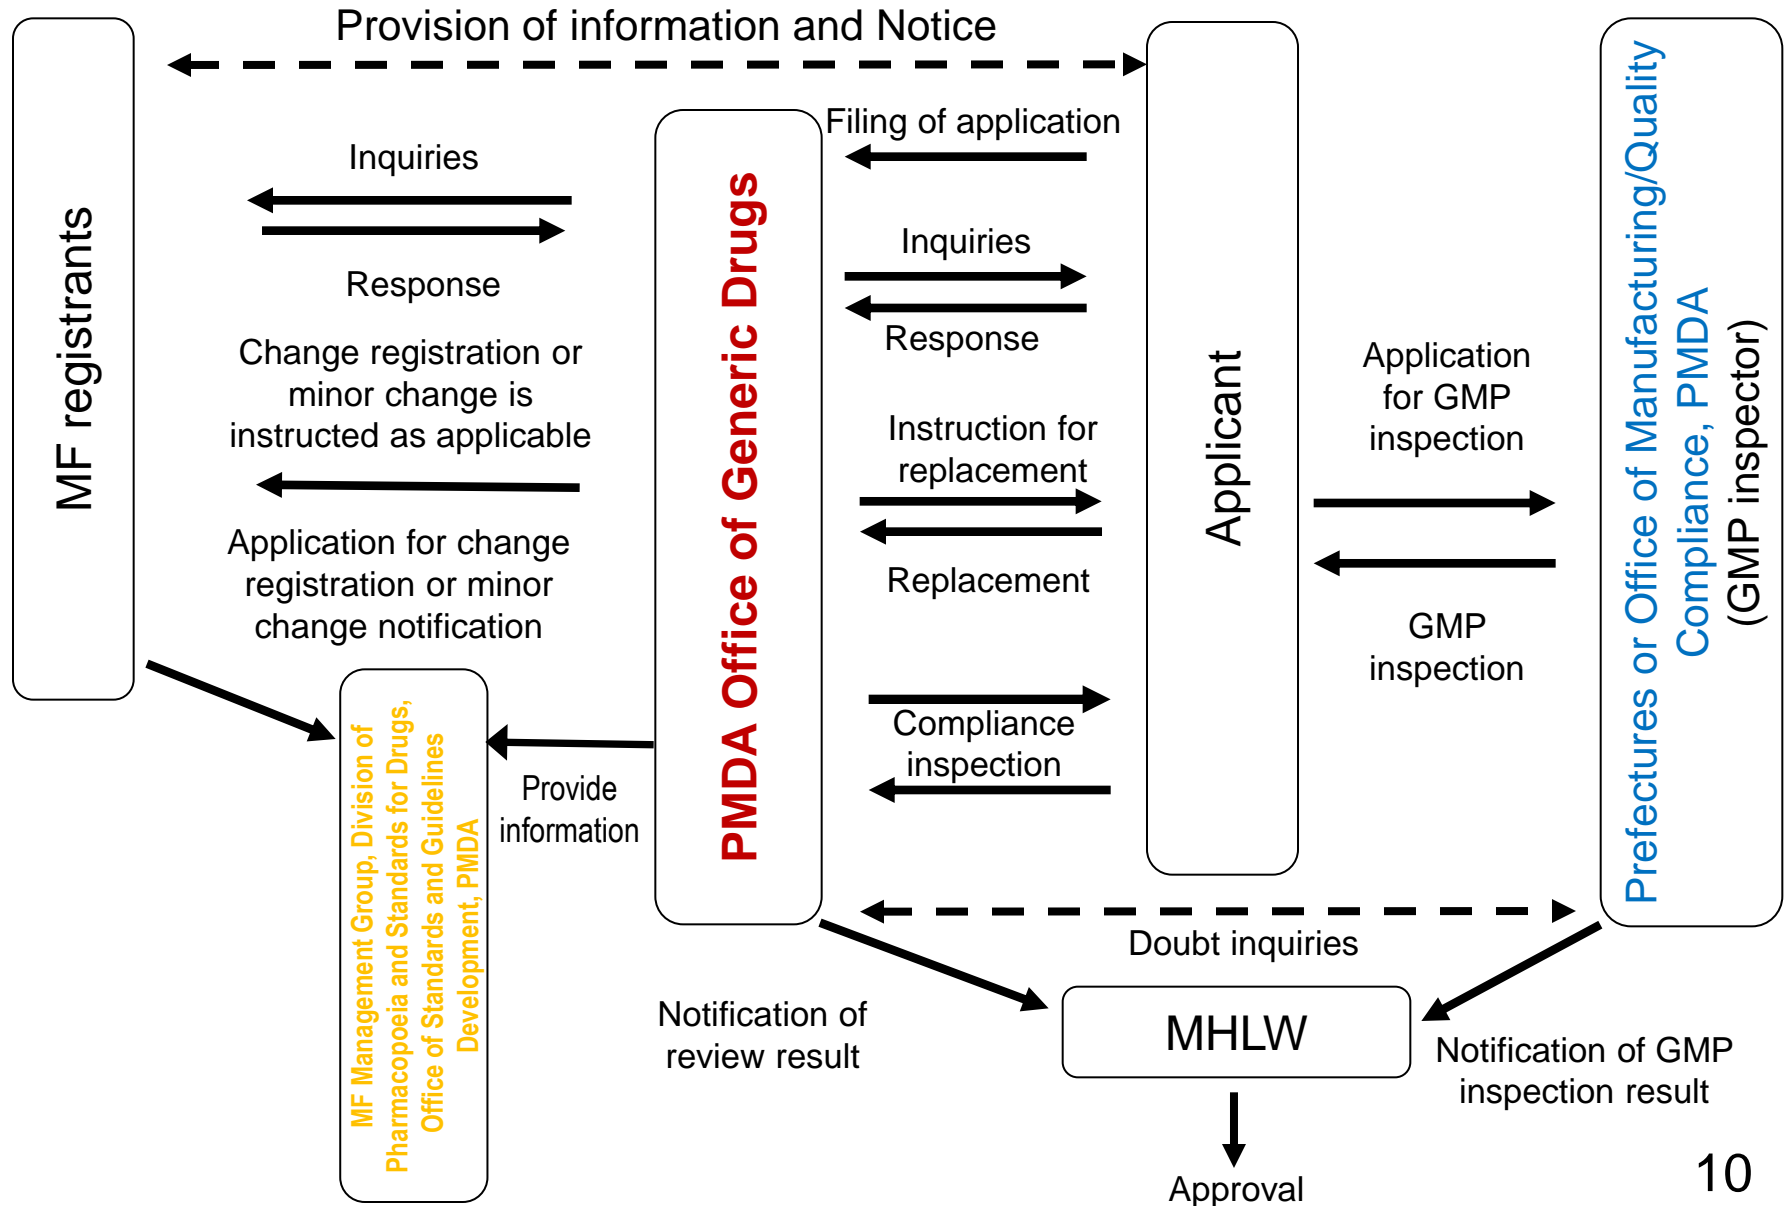 Provision of information and Notice
MF registrants
Inquiries
Response
Change registration or
minor change is
instructed as applicable
Application for change
registration or minor
change notification
MF Management Group, Division of
Pharmacopoeia and Standards for Drugs,
Office of Standards and Guidelines
Development, PMDA
Provide
information
PMDA Office of Generic Drugs
Filing of application
Inquiries
Response
Instruction for
replacement
Replacement
Compliance
inspection
Applicant
Application
for GMP
inspection
GMP
inspection
Prefectures or Office of Manufacturing/Quality
Compliance, PMDA
(GMP inspector)
Doubt inquiries
Notification of
review result
MHLW
Notification of GMP
inspection result
Approval
10